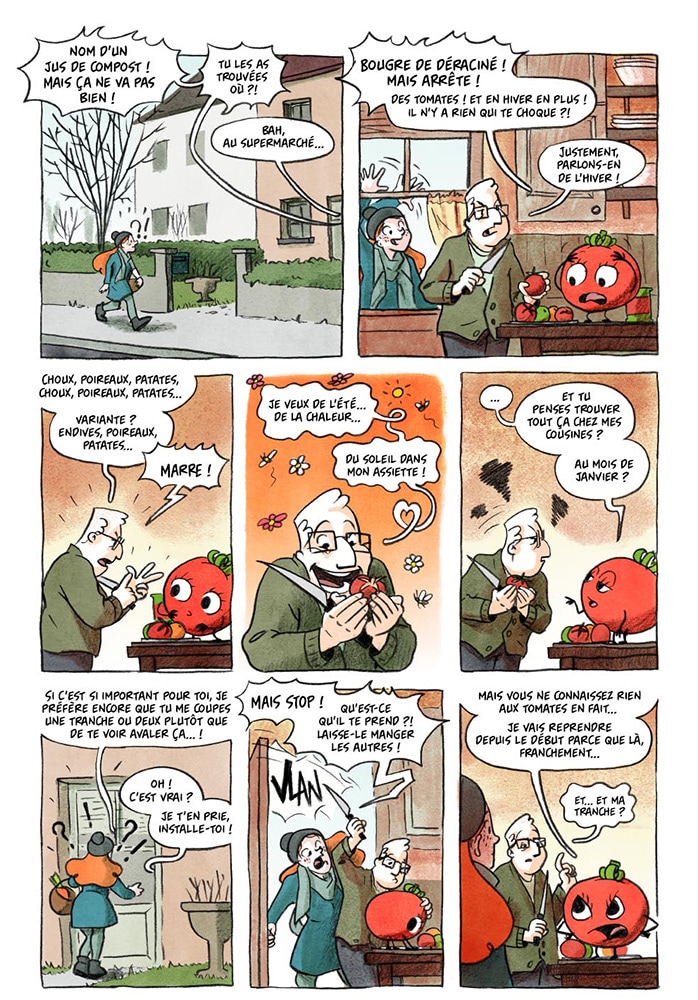 NOM D'UN
JUS DE COMPOST !
MAIS ÇA NE VA PAS
BIEN !
TU LES AS
TROUVÉES
OÙ ?!
BAH,
AU SUPERMARCHÉ...
?!
BOUGRE DE DÉRACINÉ !
MAIS ARRÊTE !
DES TOMATES ! ET EN HIVER EN PLUS !
IL N'Y A RIEN QUI TE CHOQUE ?!
JUSTEMENT,
PARLONS-EN
DE L'HIVER !
CHOUX, POIREAUX, PATATES,
CHOUX, POIREAUX, PATATES...
VARIANTE ?
ENDIVES, POIREAUX,
PATATES...
MARRE !
JE VEUX DE L'ÉTÉ...
DE LA CHALEUR...
DU SOLEIL DANS
MON ASSIETTE !
...
ET TU
PENSES TROUVER
TOUT ÇA CHEZ MES
COUSINES ?
AU MOIS DE
JANVIER ?
SI C'EST SI IMPORTANT POUR TOI, JE
PRÉFÈRE ENCORE QUE TU ME COUPES
UNE TRANCHE OU DEUX PLUTÔT QUE
DE TE VOIR AVALER ÇA... !
OH !
C'EST VRAI ?
JE T'EN PRIE,
INSTALLE-TOI !
?!?
MAIS STOP !
QU'EST-CE
QU'IL TE PREND ?!
LAISSE-LE MANGER
LES AUTRES !
VLAN
MAIS VOUS NE CONNAISSEZ RIEN
AUX TOMATES EN FAIT...
JE VAIS REPRENDRE
DEPUIS LE DÉBUT PARCE QUE LÀ,
FRANCHEMENT...
ET... ET MA
TRANCHE ?